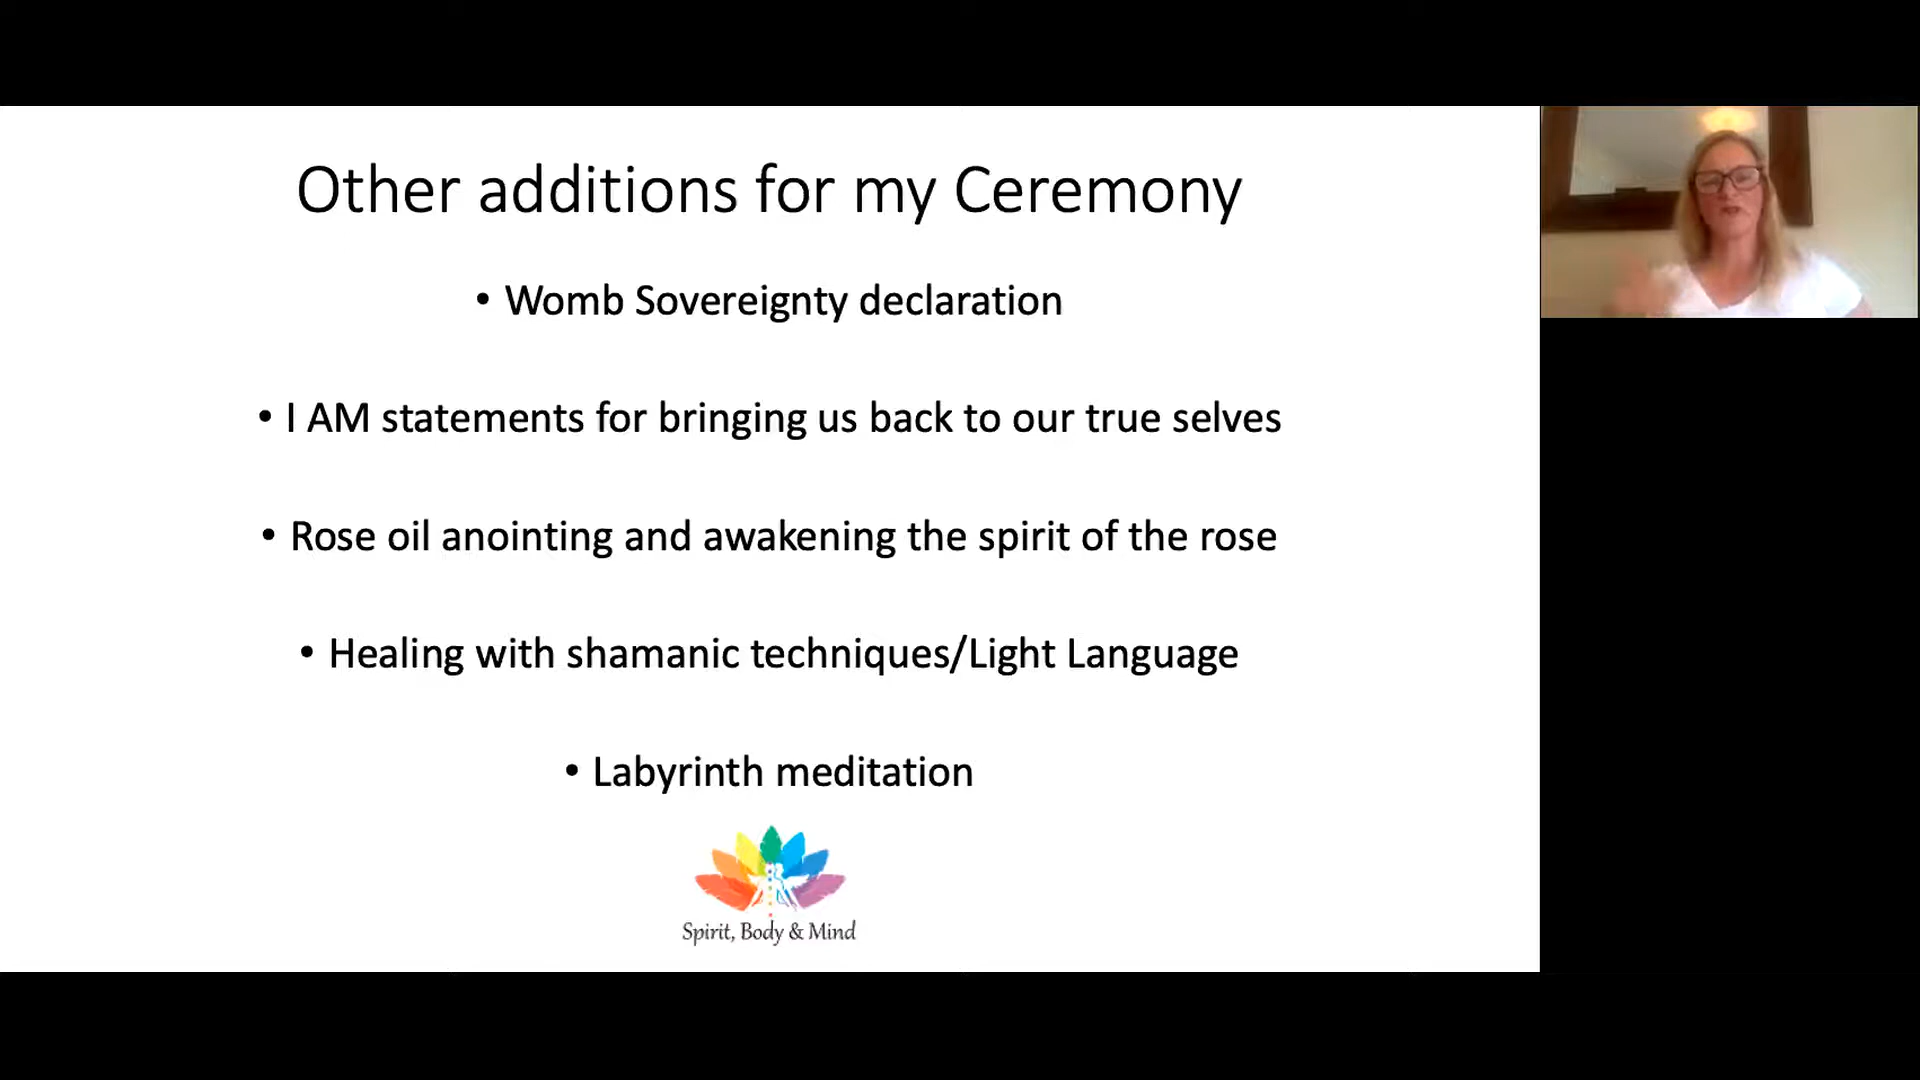 Other additions for my Ceremony
• Womb Sovereignty declaration
• I AM statements for bringing us back to our true selves
• Rose oil anointing and awakening the spirit of the rose
• Healing with shamanic techniques/Light Language
• Labyrinth meditation
Spirit, Body & Mind